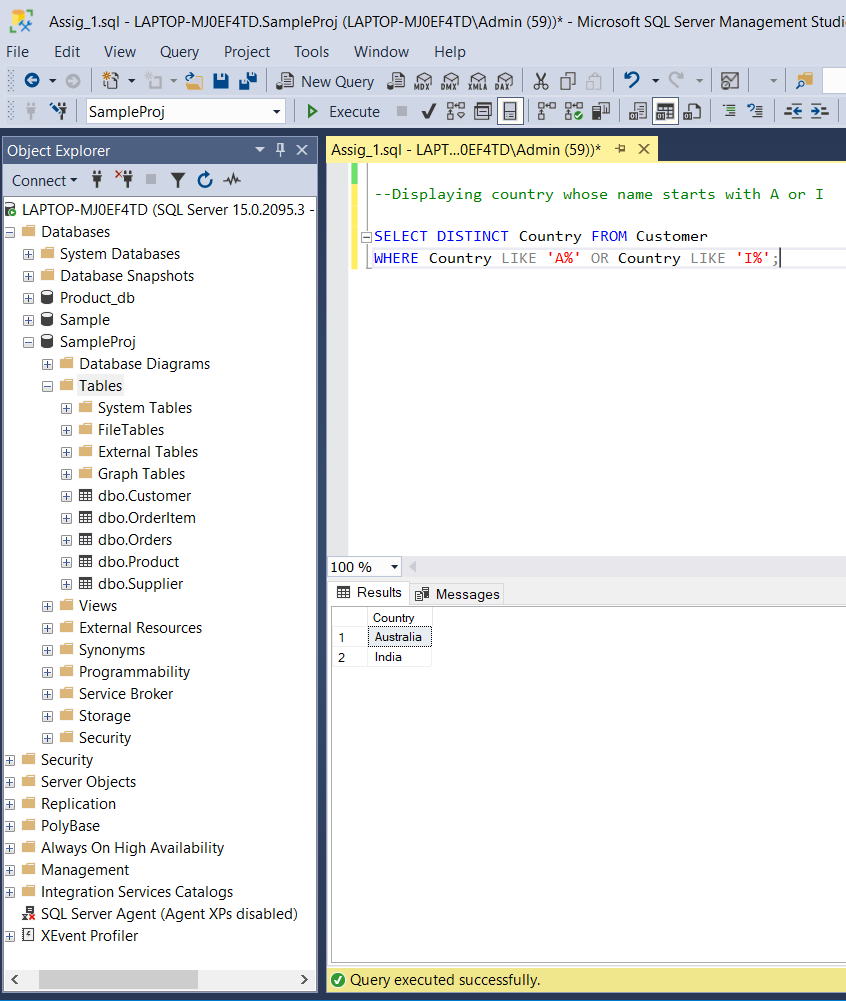 Assig_1.sql - LAPTOP-MJ0EF4TD.SampleProj (LAPTOP-MJ0EF4TD\Admin (59))* - Microsoft SQL Server Management Studi
File Edit View Query Project Tools Window Help
New Query MDX DMX XMLA DAX
SampleProj Execute
Object Explorer
Connect
LAPTOP-MJ0EF4TD (SQL Server 15.0.2095.3 -
Databases
System Databases
Database Snapshots
Product_db
Sample
SampleProj
Database Diagrams
Tables
System Tables
FileTables
External Tables
Graph Tables
dbo.Customer
dbo.OrderItem
dbo.Orders
dbo.Product
dbo.Supplier
Views
External Resources
Synonyms
Programmability
Service Broker
Storage
Security
Security
Server Objects
Replication
PolyBase
Always On High Availability
Management
Integration Services Catalogs
SQL Server Agent (Agent XPs disabled)
XEvent Profiler
Assig_1.sql - LAPT...0EF4TD\Admin (59))*
--Displaying country whose name starts with A or I
SELECT DISTINCT Country FROM Customer
WHERE Country LIKE 'A%' OR Country LIKE 'I%';
100 %
Results Messages
Country
1 Australia
2 India
Query executed successfully.